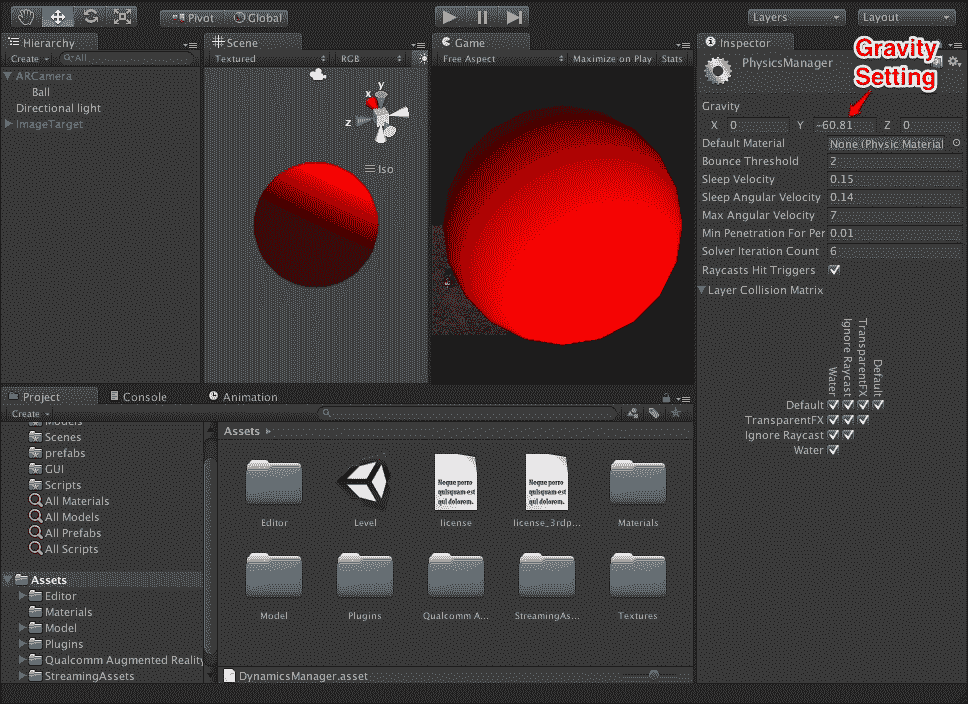 Pivot
Global
Layers
Layout
Hierarchy
Create
All
ARCamera
Ball
Directional light
ImageTarget
Scene
Textured
RGB
y
x
z
Iso
Game
Free Aspect
Maximize on Play
Stats
Inspector
PhysicsManager
Gravity
Setting
Gravity
X 0 Y -60.81 Z 0
Default Material None (Physic Material
Bounce Threshold 2
Sleep Velocity 0.15
Sleep Angular Velocity 0.14
Max Angular Velocity 7
Min Penetration For Per 0.01
Solver Iteration Count 6
Raycasts Hit Triggers
Layer Collision Matrix
Water
Ignore Raycast
TransparentFX
Default
Default
TransparentFX
Ignore Raycast
Water
Project
Console
Animation
Create
Models
Scenes
prefabs
GUI
Scripts
All Materials
All Models
All Prefabs
All Scripts
Assets
Editor
Materials
Model
Plugins
Qualcomm Augmented Reality
StreamingAssets
Assets
Neque porro
quisquam est
qui dolorem.
Neque porro
quisquam est
qui dolorem.
Editor
Level
license
license_3rdp...
Materials
Model
Plugins
Qualcomm A...
StreamingAs...
Textures
DynamicsManager.asset